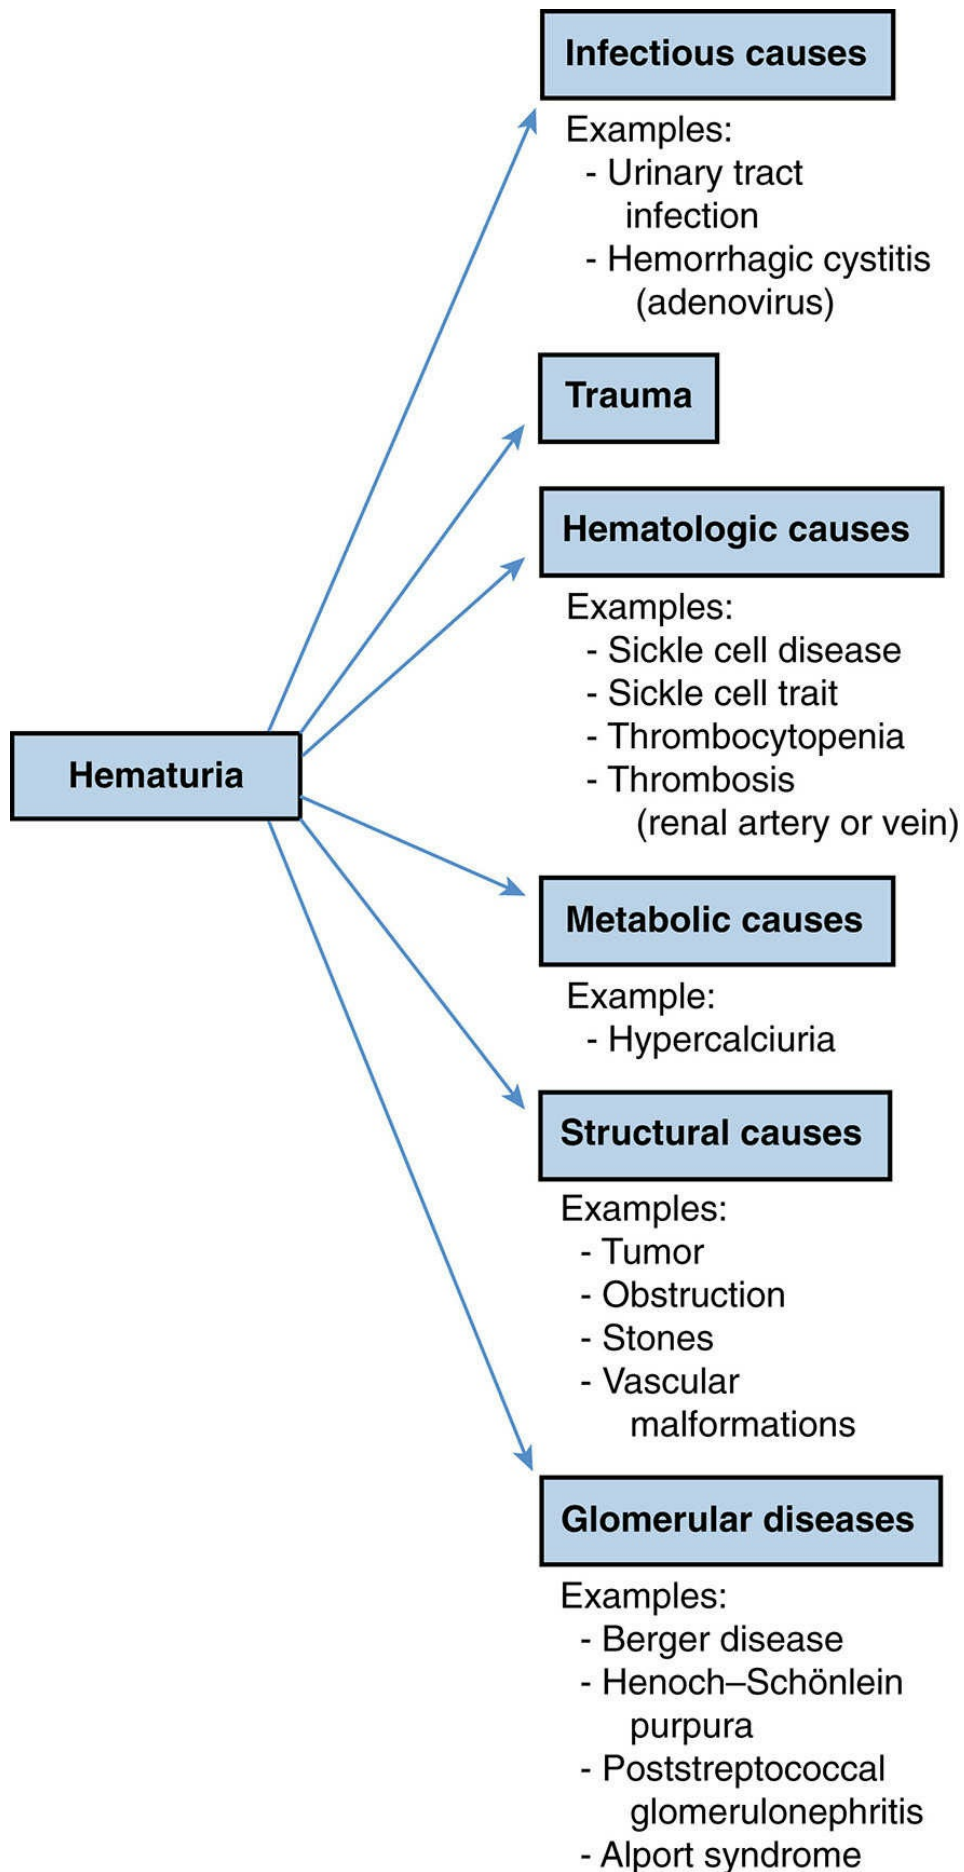 Infectious causes
Examples:
- Urinary tract
infection
- Hemorrhagic cystitis
(adenovirus)
Trauma
Hematologic causes
Examples:
- Sickle cell disease
- Sickle cell trait
- Thrombocytopenia
- Thrombosis
(renal artery or vein)
Hematuria
Metabolic causes
Example:
- Hypercalciuria
Structural causes
Examples:
- Tumor
- Obstruction
- Stones
- Vascular
malformations
Glomerular diseases
Examples:
- Berger disease
- Henoch–Schönlein
purpura
- Poststreptococcal
glomerulonephritis
- Alport syndrome